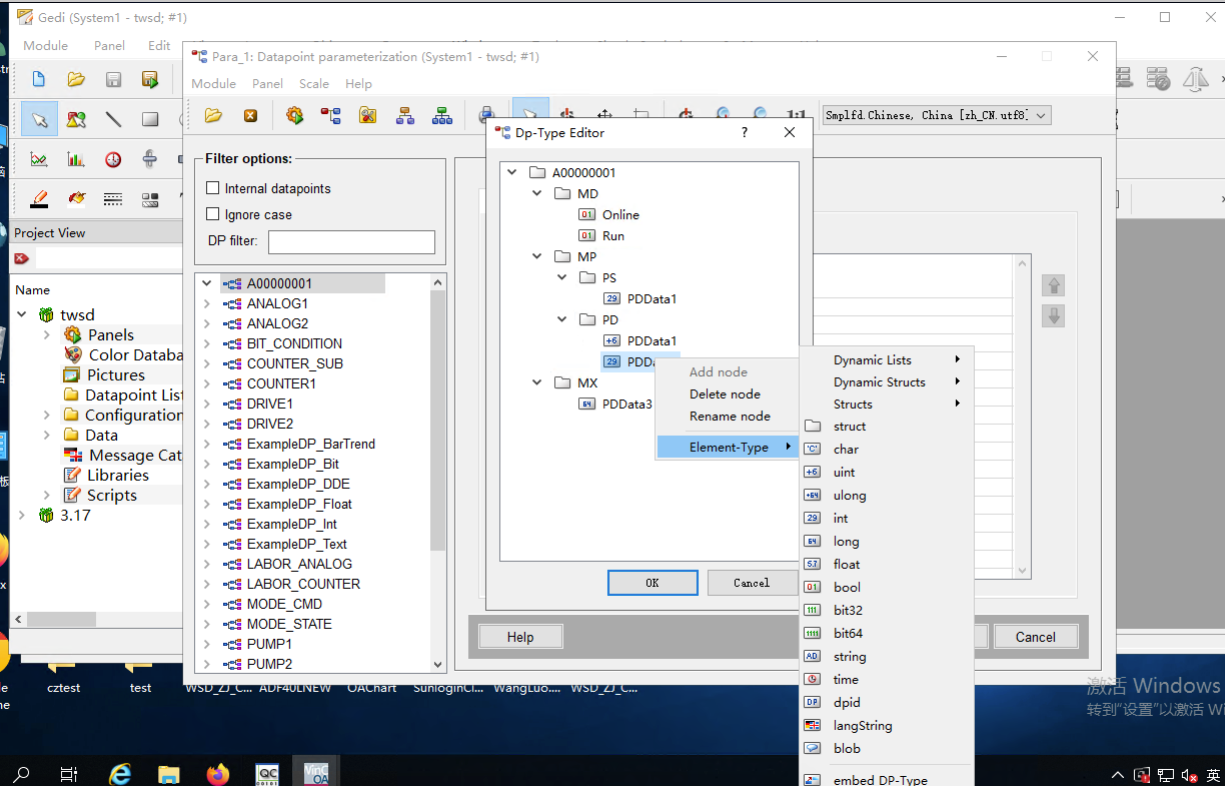 Gedi (System1 - twsd; #1)
Module Panel Edit
Para_1: Datapoint parameterization (System1 - twsd; #1)
Module Panel Scale Help
1:1
Smplfd.Chinese, China [zh_CN.utf8]
Dp-Type Editor ?
Filter options:
Internal datapoints
Ignore case
DP filter:
A00000001
ANALOG1
ANALOG2
BIT_CONDITION
COUNTER_SUB
COUNTER1
DRIVE1
DRIVE2
ExampleDP_BarTrend
ExampleDP_Bit
ExampleDP_DDE
ExampleDP_Float
ExampleDP_Int
ExampleDP_Text
LABOR_ANALOG
LABOR_COUNTER
MODE_CMD
MODE_STATE
PUMP1
PUMP2
A00000001
MD
Online
Run
MP
PS
PDData1
PD
PDData1
PDDa
MX
PDData3
OK Cancel
Add node
Delete node
Rename node
Element-Type
Dynamic Lists
Dynamic Structs
Structs
struct
char
uint
ulong
int
long
float
bool
bit32
bit64
string
time
dpid
langString
blob
embed DP-Type
Help Cancel
Project View
Name
twsd
Panels
Color Databa
Pictures
Datapoint List
Configuration
Data
Message Cat
Libraries
Scripts
3.17
cztest test WSD_ZJ_C... ADF40LNEW OAChart SunloginCl... WangLuo.... WSD_ZJ_C...
激活 Windows
转到“设置”以激活 Wi
英